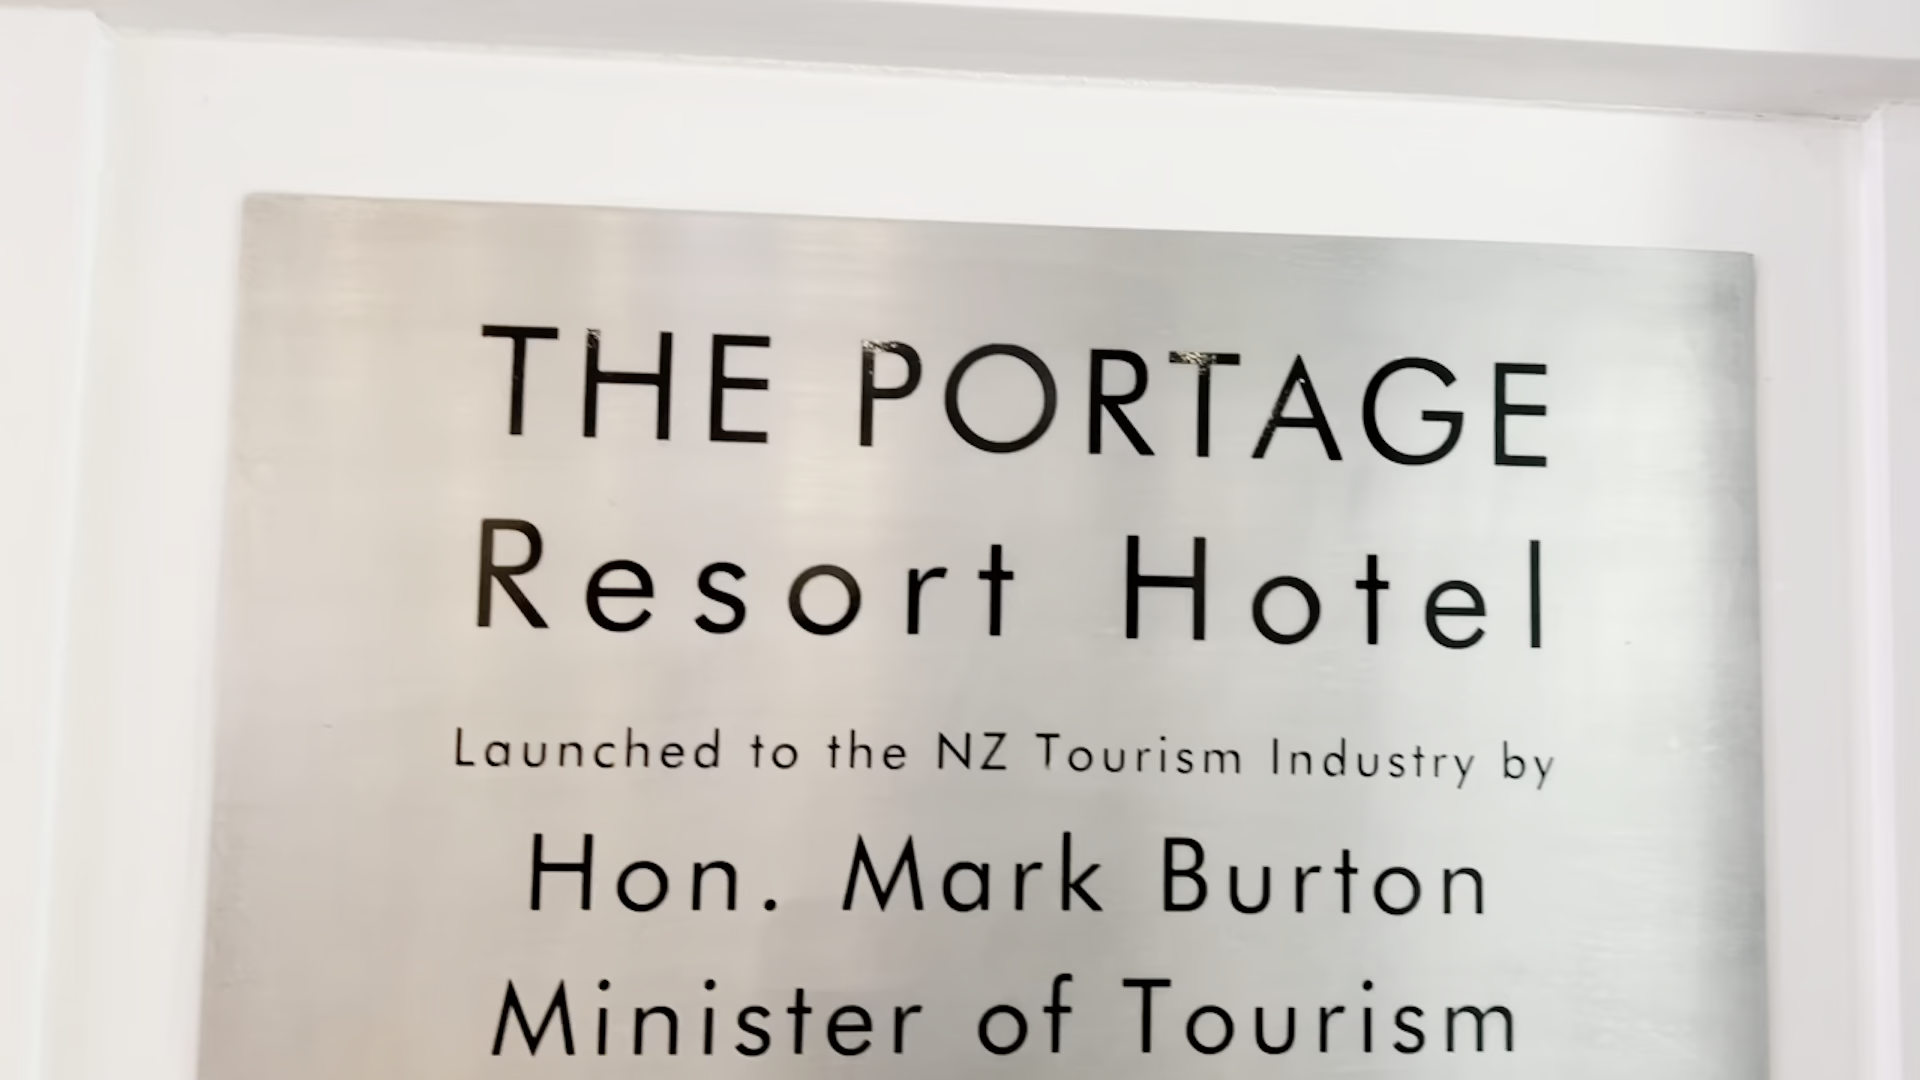 THE PORTAGE
Resort Hotel
Launched to the NZ Tourism Industry by
Hon. Mark Burton
Minister of Tourism